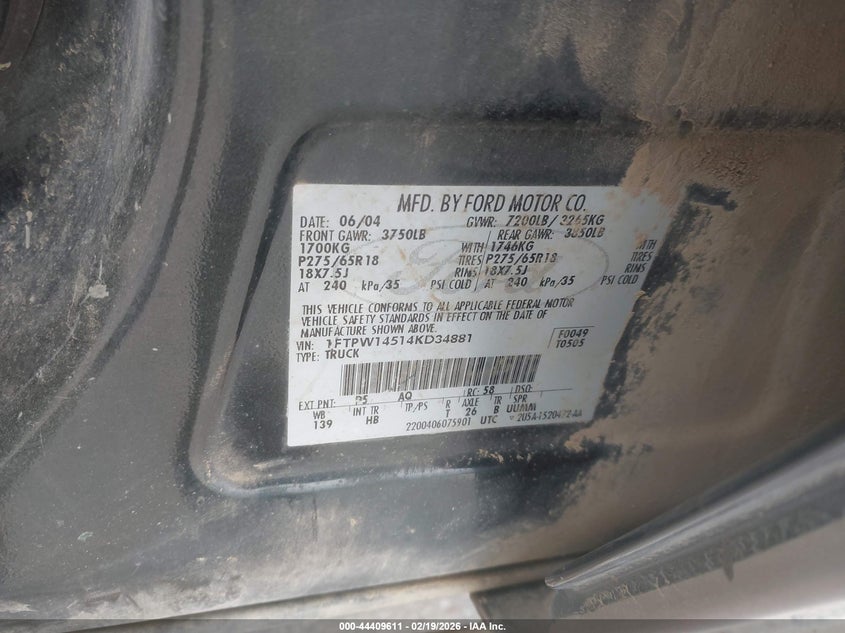 MFD. BY FORD MOTOR CO.
DATE: 06/04 GVWR: 7200LB/ 3265KG
FRONT GAWR: 3750LB REAR GAWR: 3850LB
1700KG WITH 1746KG WITH
P275/65R18 TIRES P275/65R18 TIRES
18X7.5J RIMS 18X7.5J RIMS
AT 240 kPa/35 PSI COLD AT 240 kPa/35 PSI COLD
THIS VEHICLE CONFORMS TO ALL APPLICABLE FEDERAL MOTOR
VEHICLE SAFETY STANDARDS IN EFFECT ON THE DATE OF
MANUFACTURE SHOWN ABOVE.
VIN: 1FTPW14514KD34881 F0049
TYPE: TRUCK T0505
EXT PNT: P5 AQ RC: 58 DSO:
WB INT TR TP/PS R AXLE TR SPR
139 HB T 26 B UUMM
2200406075901 UTC
000-44409611 - 02/19/2026 - IAA Inc.